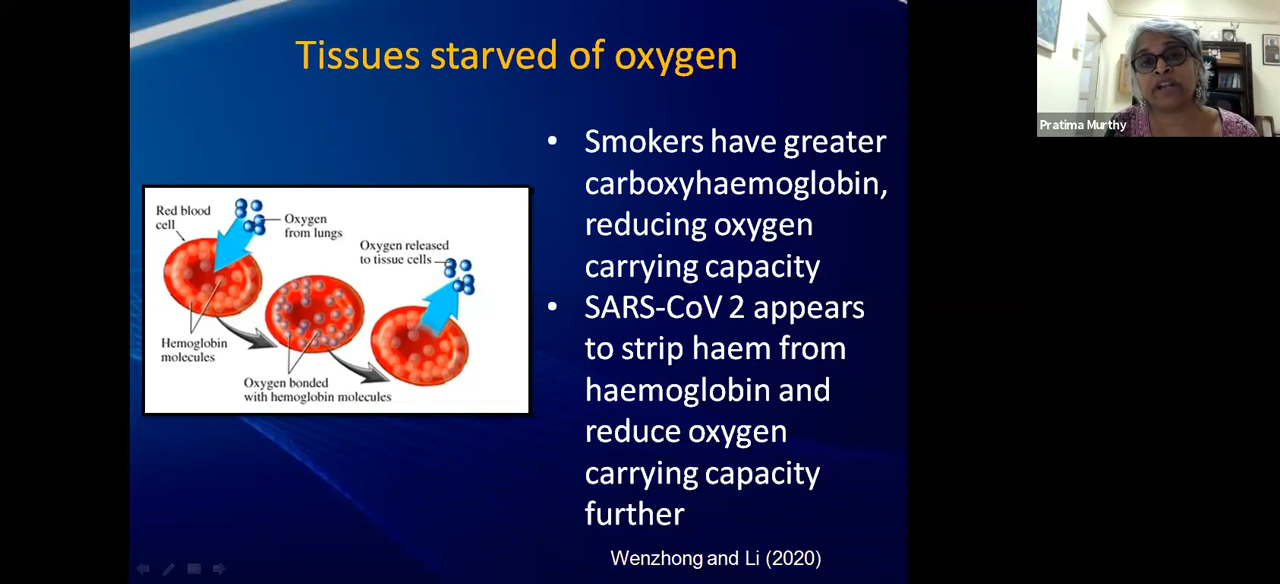 Tissues starved of oxygen
Pratima Murthy
• Smokers have greater
carboxyhaemoglobin,
reducing oxygen
carrying capacity
• SARS-CoV 2 appears
to strip haem from
haemoglobin and
reduce oxygen
carrying capacity
further
Wenzhong and Li (2020)
Red blood
cell
Oxygen
from lungs
Oxygen released
to tissue cells
Hemoglobin
molecules
Oxygen bonded
with hemoglobin molecules